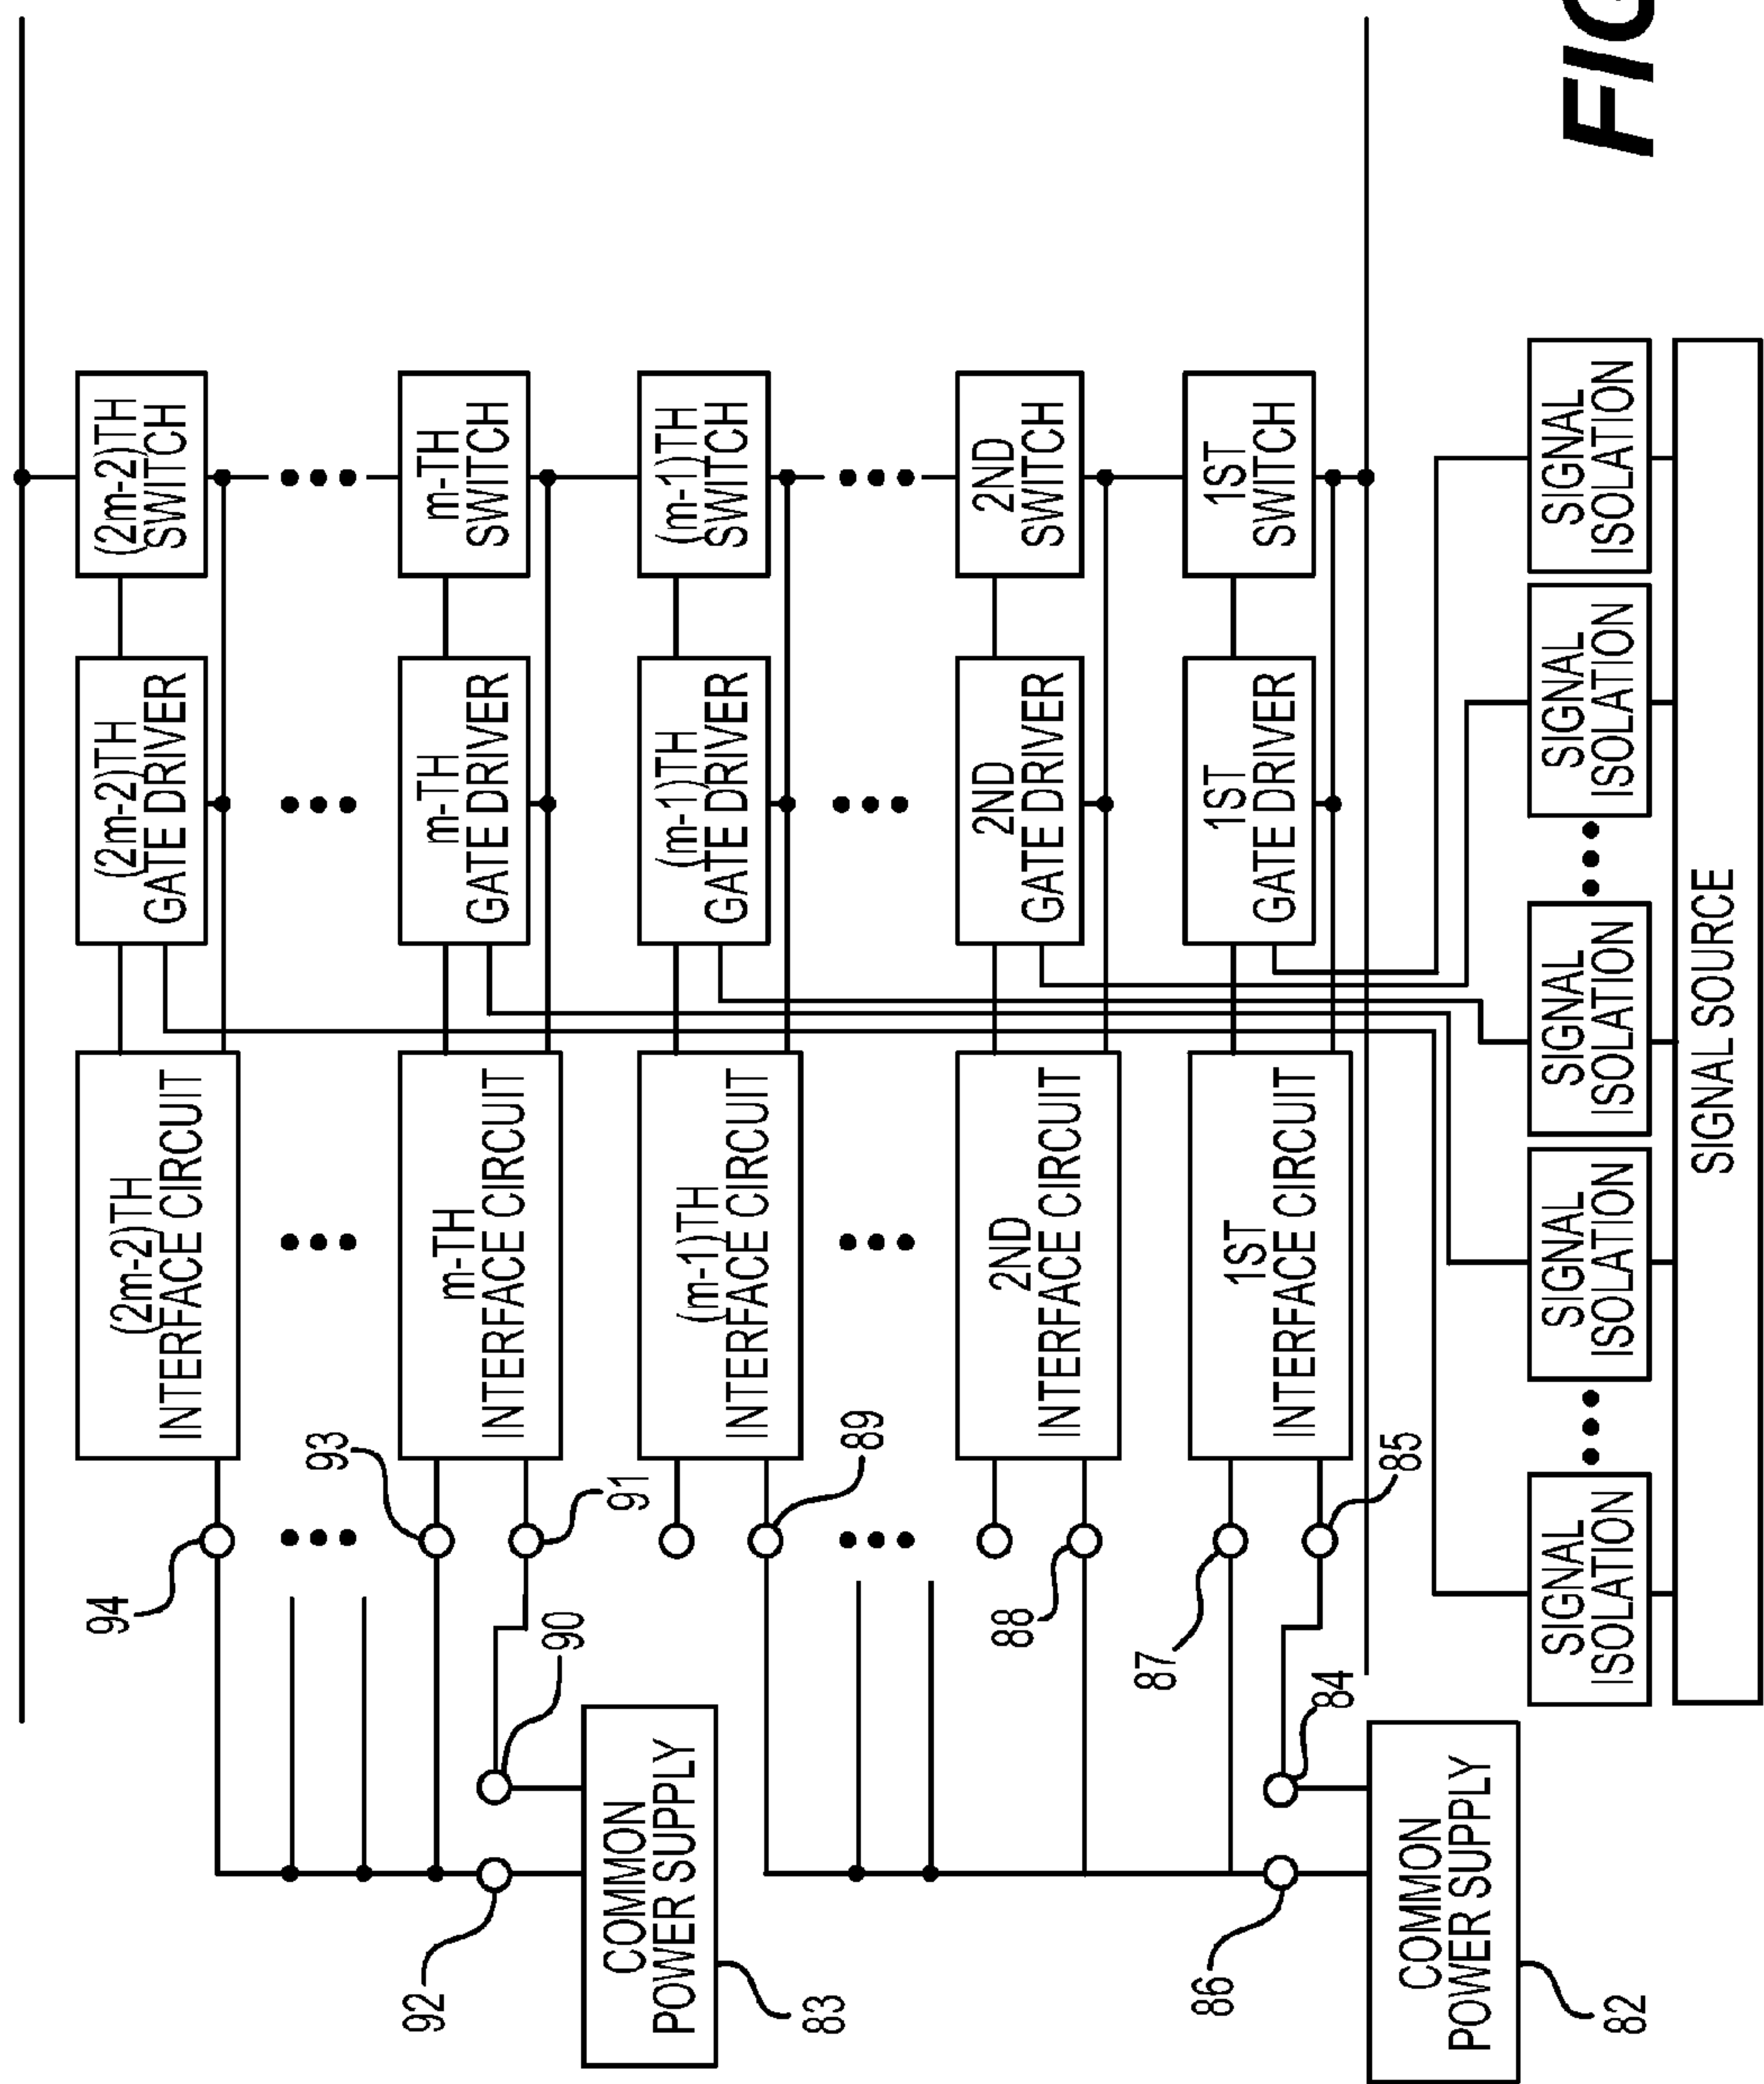 94
(2m-2)TH
INTERFACE CIRCUIT
(2m-2)TH
GATE DRIVER
(2m-2)TH
SWITCH
93
92
m-TH
INTERFACE CIRCUIT
m-TH
GATE DRIVER
m-TH
SWITCH
90
91
COMMON
POWER SUPPLY
83
(m-1)TH
INTERFACE CIRCUIT
(m-1)TH
GATE DRIVER
(m-1)TH
SWITCH
89
88
2ND
INTERFACE CIRCUIT
2ND
GATE DRIVER
2ND
SWITCH
87
86
84
85
1ST
INTERFACE CIRCUIT
1ST
GATE DRIVER
1ST
SWITCH
COMMON
POWER SUPPLY
82
SIGNAL
ISOLATION
SIGNAL
ISOLATION
SIGNAL
ISOLATION
SIGNAL
ISOLATION
SIGNAL
ISOLATION
SIGNAL SOURCE
FIG